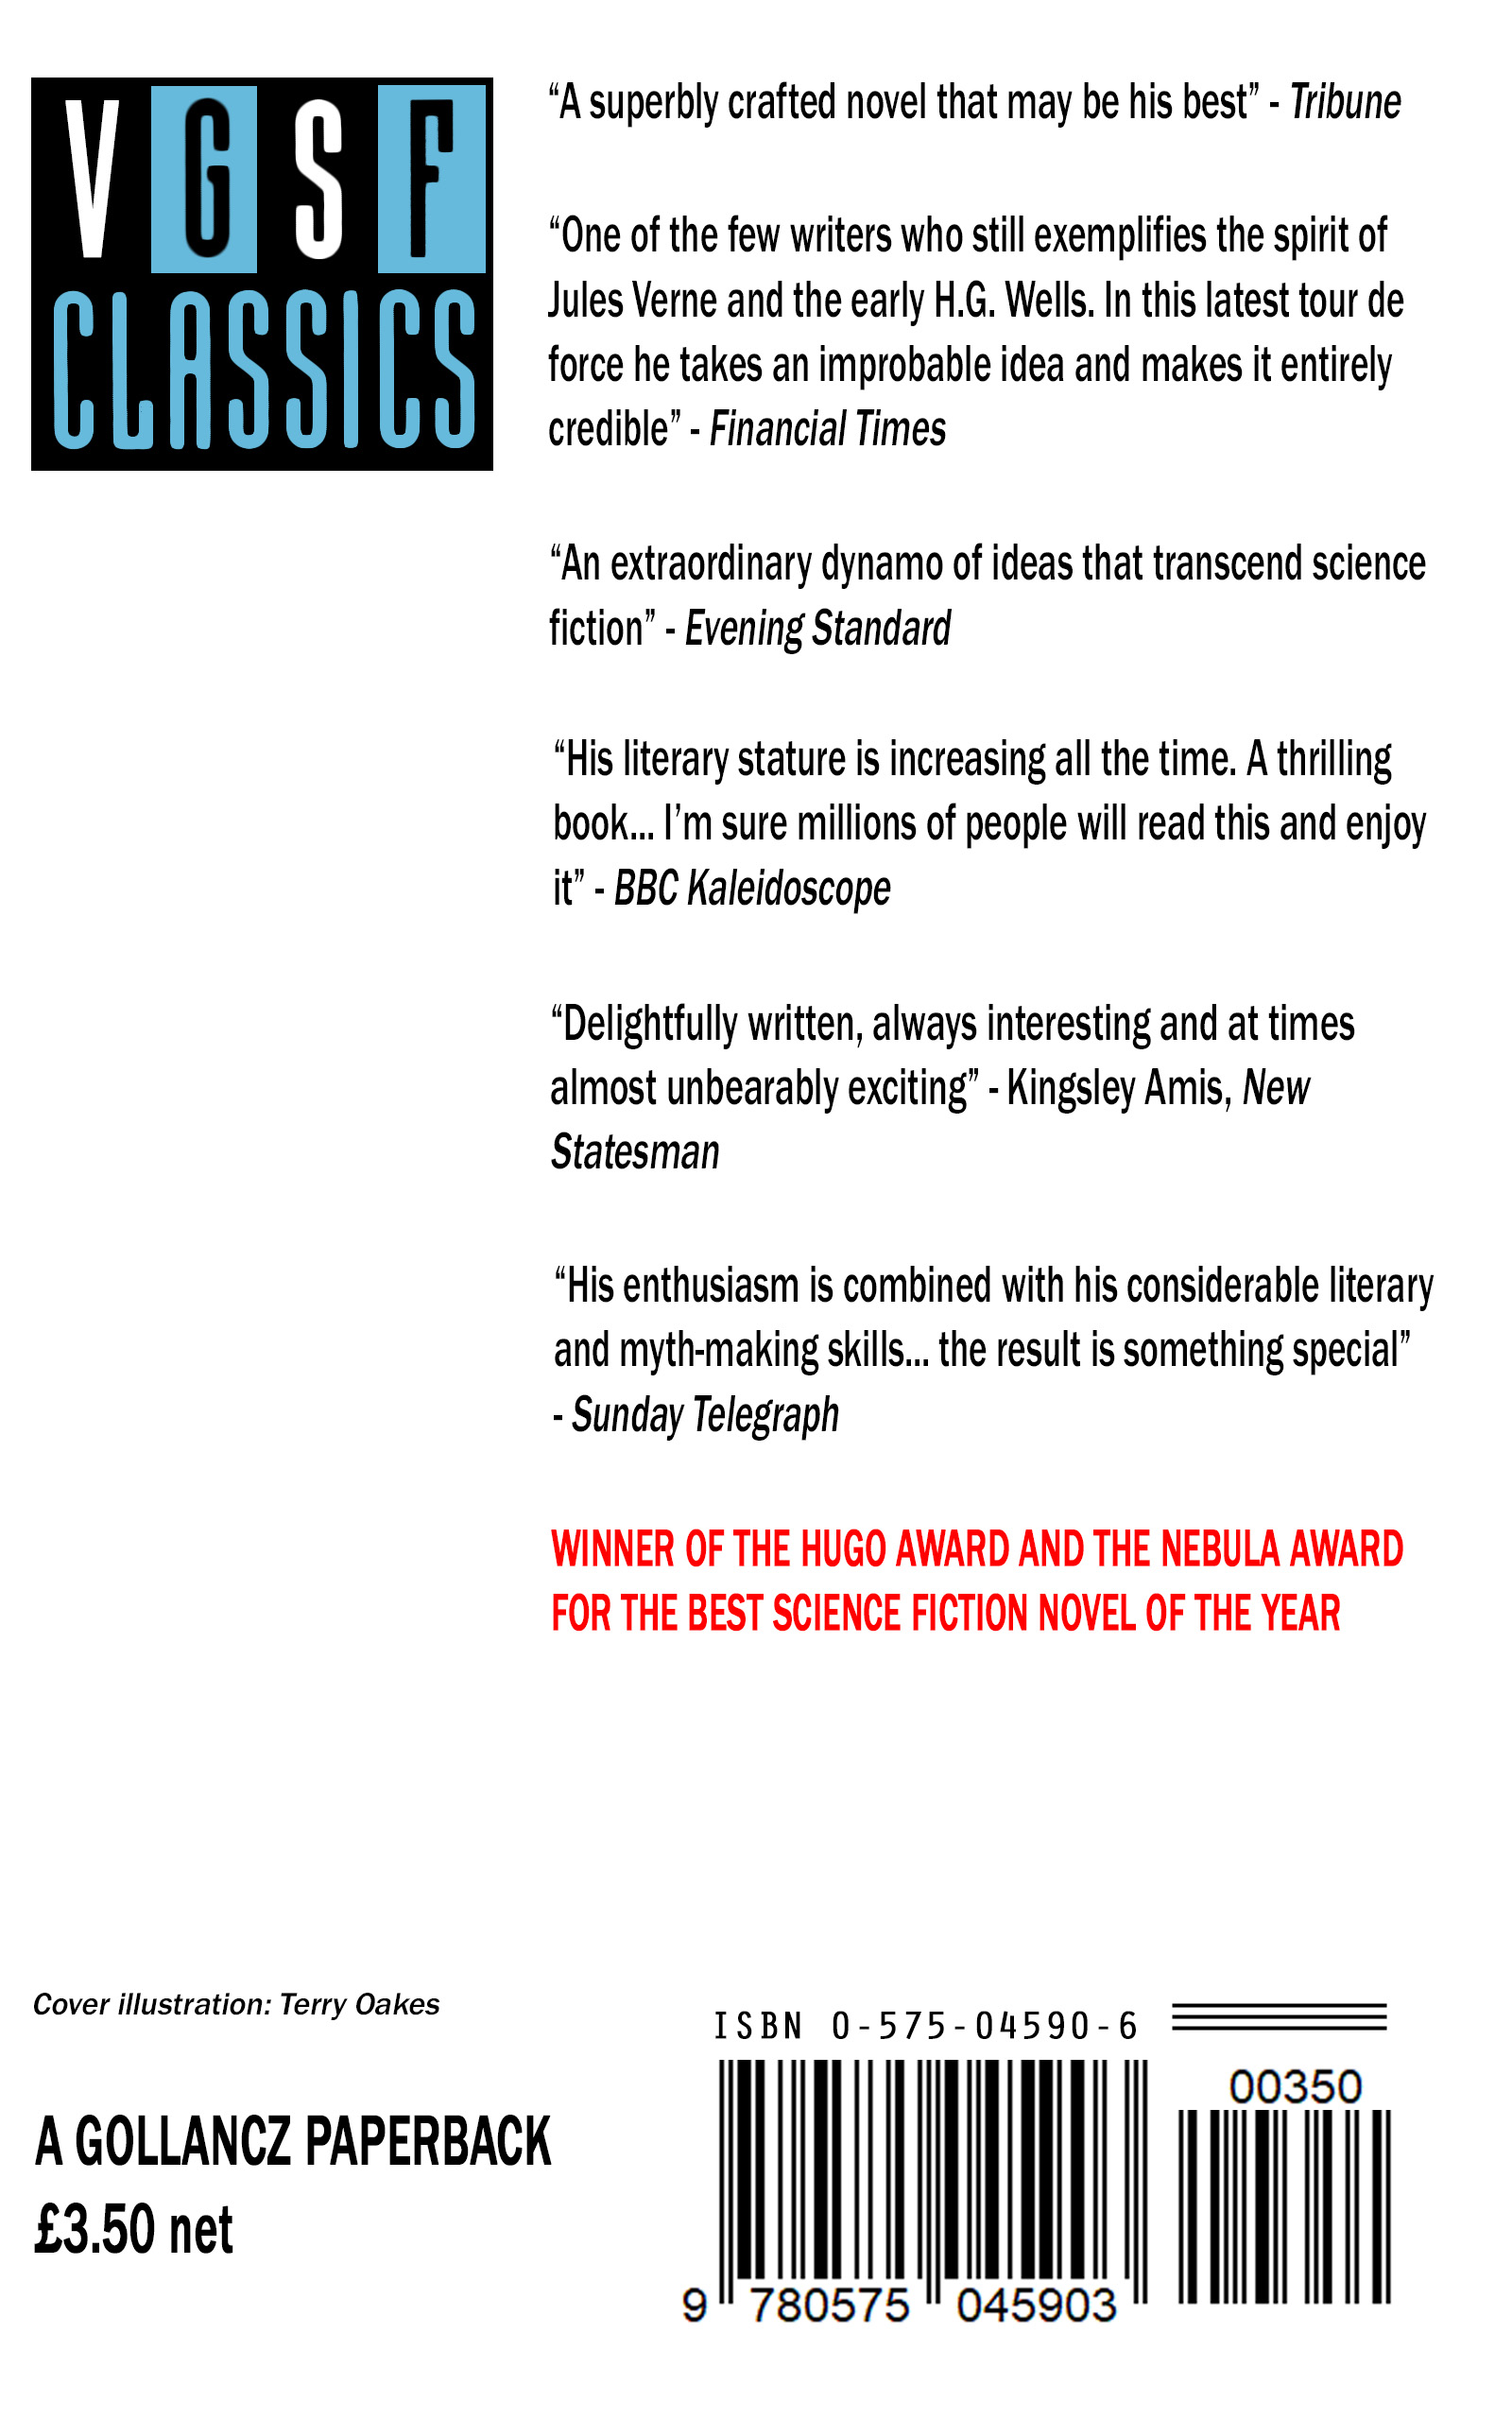 VGSF
CLASSICS
“A superbly crafted novel that may be his best” - Tribune
“One of the few writers who still exemplifies the spirit of
Jules Verne and the early H.G. Wells. In this latest tour de
force he takes an improbable idea and makes it entirely
credible” - Financial Times
“An extraordinary dynamo of ideas that transcend science
fiction” - Evening Standard
“His literary stature is increasing all the time. A thrilling
book... I’m sure millions of people will read this and enjoy
it” - BBC Kaleidoscope
“Delightfully written, always interesting and at times
almost unbearably exciting” - Kingsley Amis, New
Statesman
“His enthusiasm is combined with his considerable literary
and myth-making skills... the result is something special”
- Sunday Telegraph
WINNER OF THE HUGO AWARD AND THE NEBULA AWARD
FOR THE BEST SCIENCE FICTION NOVEL OF THE YEAR
Cover illustration: Terry Oakes
A GOLLANCZ PAPERBACK
£3.50 net
ISBN 0-575-04590-6
00350
9 780575 045903